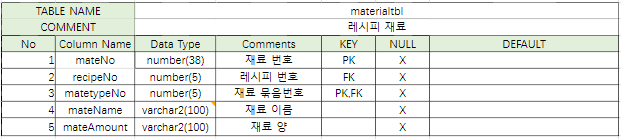 TABLE NAME materialtbl
COMMENT 레시피 재료
No Column Name Data Type Comments KEY NULL DEFAULT
1 mateNo number(38) 재료 번호 PK X
2 recipeNo number(5) 레시피 번호 FK X
3 matetypeNo number(5) 재료 묶음번호 PK,FK X
4 mateName varchar2(100) 재료 이름 X
5 mateAmount varchar2(100) 재료 양 X